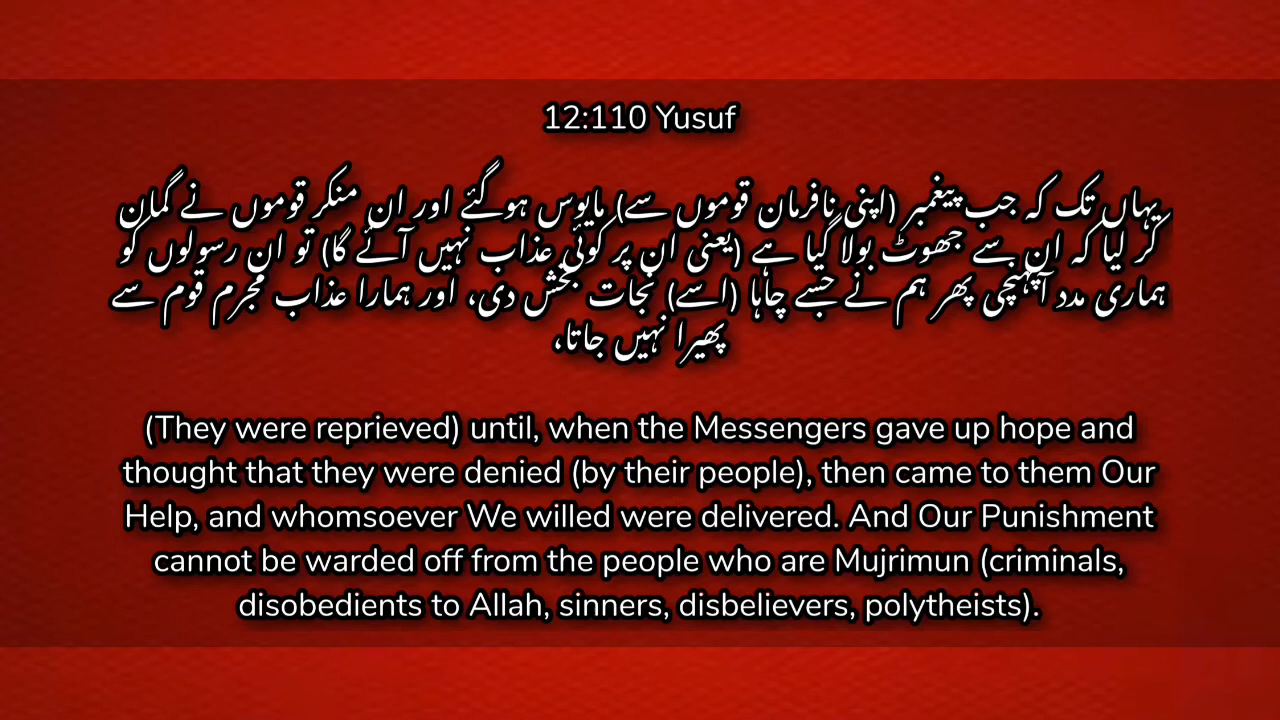 12:110 Yusuf
یہاں تک کہ جب پیغمبر (اپنی نافرمان قوموں سے) مایوس ہوگئے اور ان منکر قوموں نے گمان
کر لیا کہ ان سے جھوٹ بولا گیا ہے (یعنی ان پر کوئی عذاب نہیں آئے گا) تو ان رسولوں کو
ہماری مدد آپہنچی پھر ہم نے جسے چاہا (اسے) نجات بخش دی، اور ہمارا عذاب مجرم قوم سے
پھیرا نہیں جاتا،
(They were reprieved) until, when the Messengers gave up hope and
thought that they were denied (by their people), then came to them Our
Help, and whomsoever We willed were delivered. And Our Punishment
cannot be warded off from the people who are Mujrimun (criminals,
disobedients to Allah, sinners, disbelievers, polytheists).